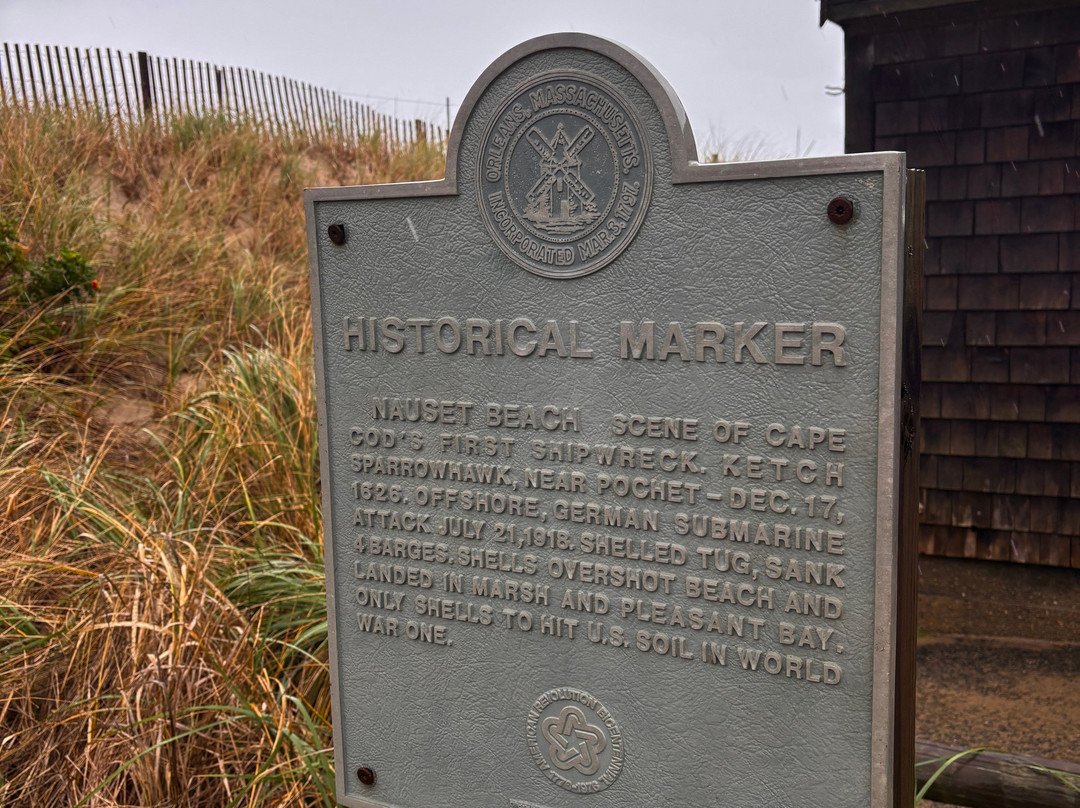 ORLEANS, MASSACHUSETTS.
INCORPORATED MAR. 3. 1797.
HISTORICAL MARKER
NAUSET BEACH SCENE OF CAPE
COD'S FIRST SHIPWRECK. KETCH
SPARROWHAWK, NEAR POCHET – DEC. 17,
1626. OFFSHORE, GERMAN SUBMARINE
ATTACK JULY 21, 1918. SHELLED TUG, SANK
4 BARGES. SHELLS OVERSHOT BEACH AND
LANDED IN MARSH AND PLEASANT BAY.
ONLY SHELLS TO HIT U.S. SOIL IN WORLD
WAR ONE.
AMERICAN REVOLUTION BICENTENNIAL